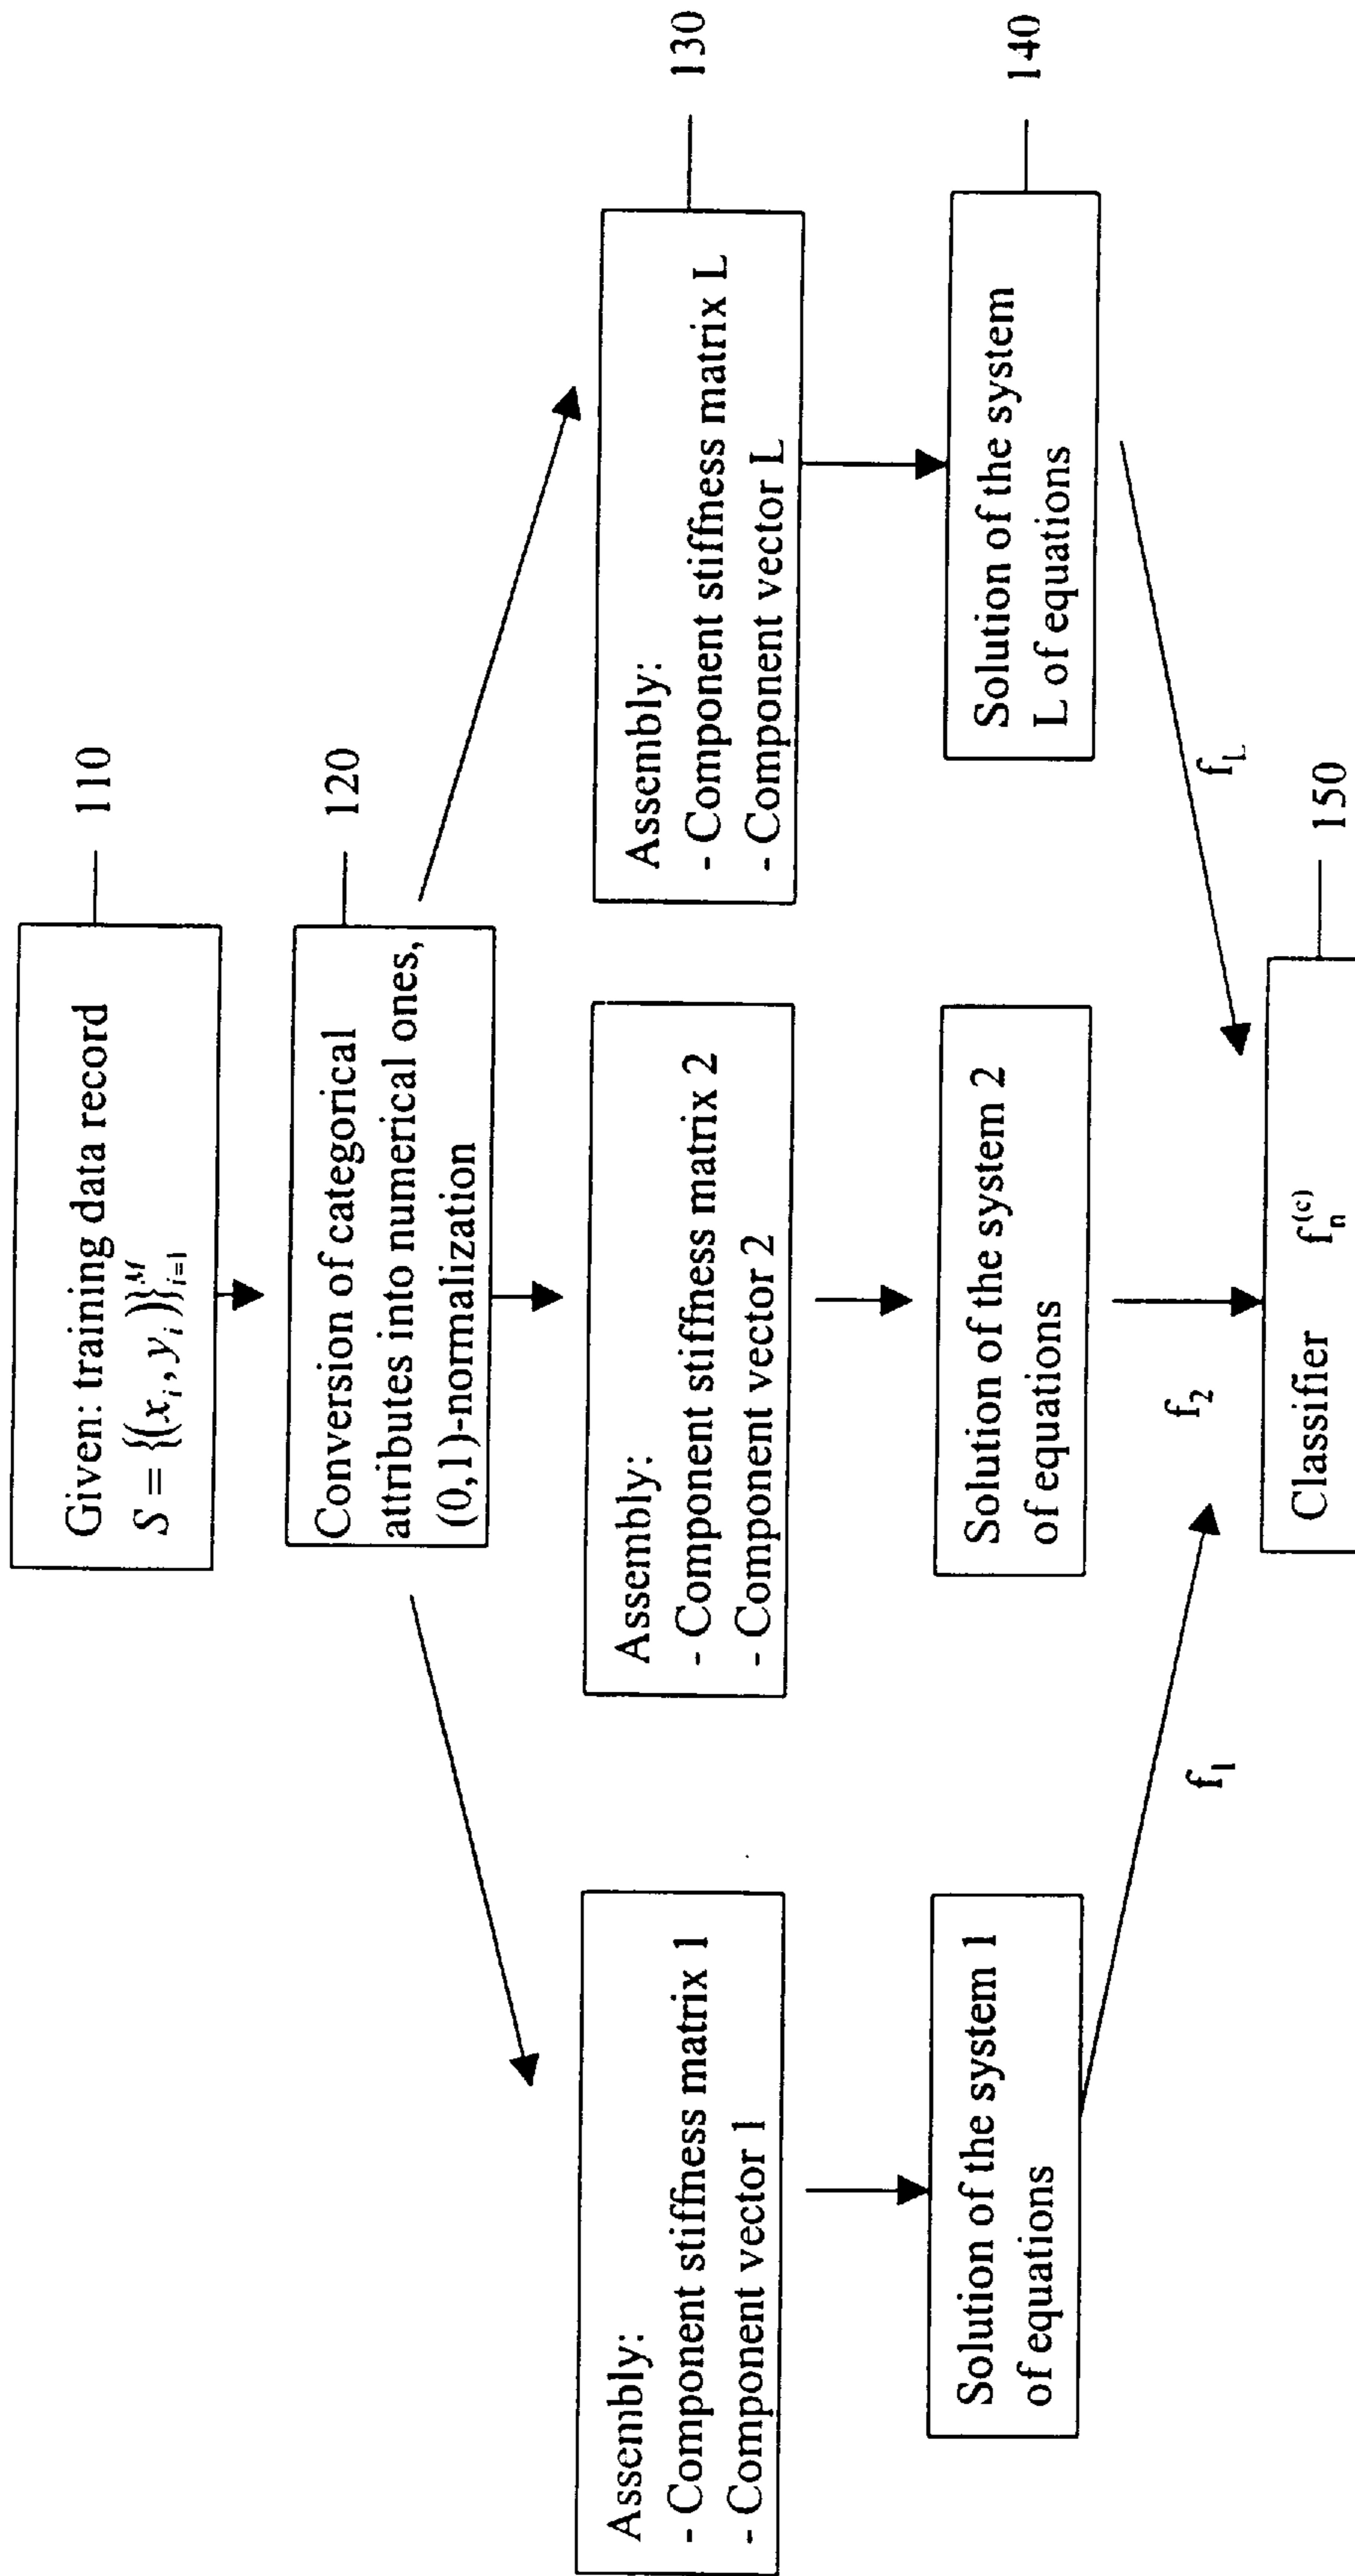 Given: training data record
S = {(x_i, y_i)}_{i=1}^{M}
110
Conversion of categorical
attributes into numerical ones,
(0,1)-normalization
120
Assembly:
- Component stiffness matrix 1
- Component vector 1
Assembly:
- Component stiffness matrix 2
- Component vector 2
Assembly:
- Component stiffness matrix L
- Component vector L
130
Solution of the system 1
of equations
Solution of the system 2
of equations
Solution of the system
L of equations
140
f_1
f_2
f_L
Classifier f_n^{(c)}
150